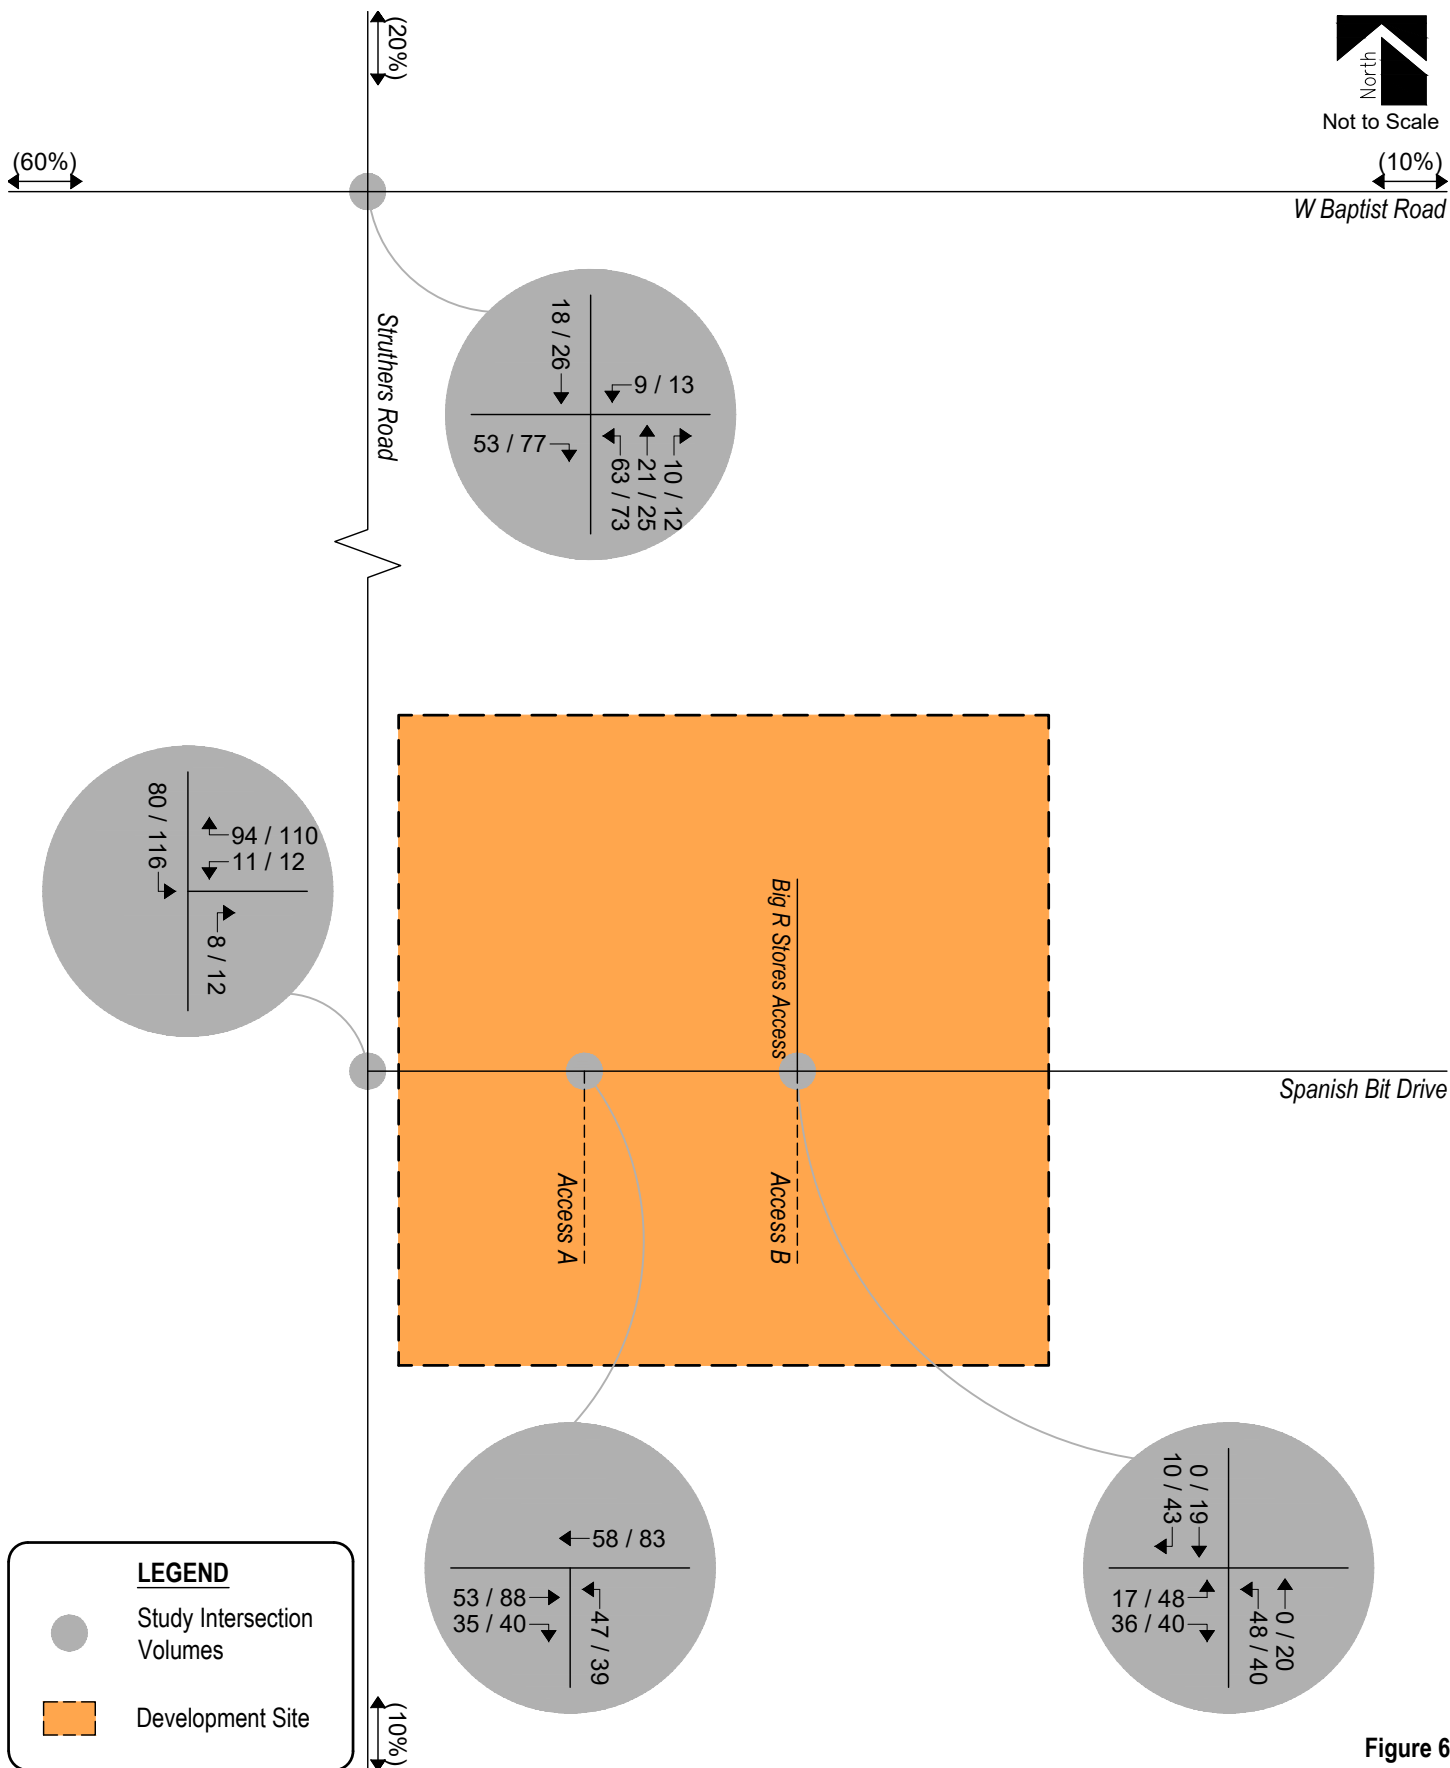 (20%)
North
Not to Scale
(60%)
(10%)
W Baptist Road
Struthers Road
18 / 26
9 / 13
53 / 77
63 / 73
21 / 25
10 / 12
80 / 116
94 / 110
11 / 12
8 / 12
Big R Stores Access
Spanish Bit Drive
Access A
Access B
58 / 83
53 / 88
35 / 40
47 / 39
10 / 43
0 / 19
17 / 48
36 / 40
48 / 40
0 / 20
LEGEND
Study Intersection
Volumes
Development Site
(10%)
Figure 6